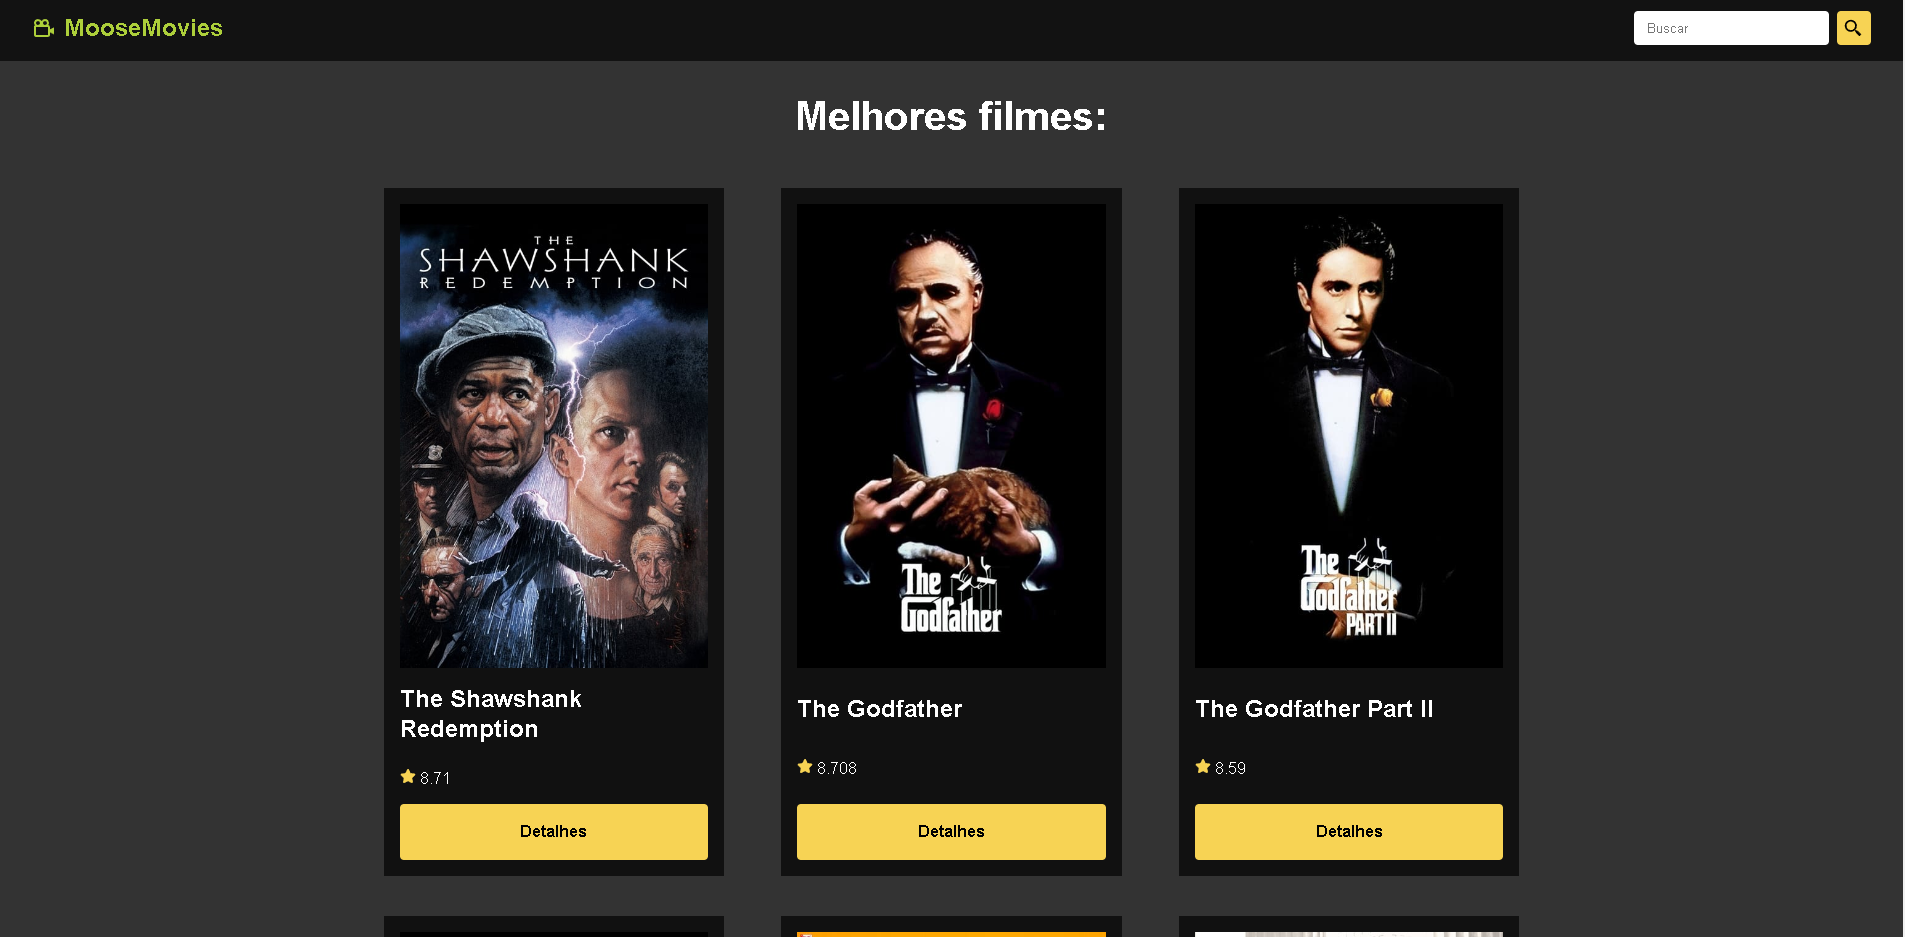 MooseMovies
Buscar
Melhores filmes:
THE
SHAWSHANK
REDEMPTION
The
Godfather
The
Godfather
PART II
The Shawshank
Redemption
The Godfather
The Godfather Part II
8.71
8.708
8.59
Detalhes
Detalhes
Detalhes